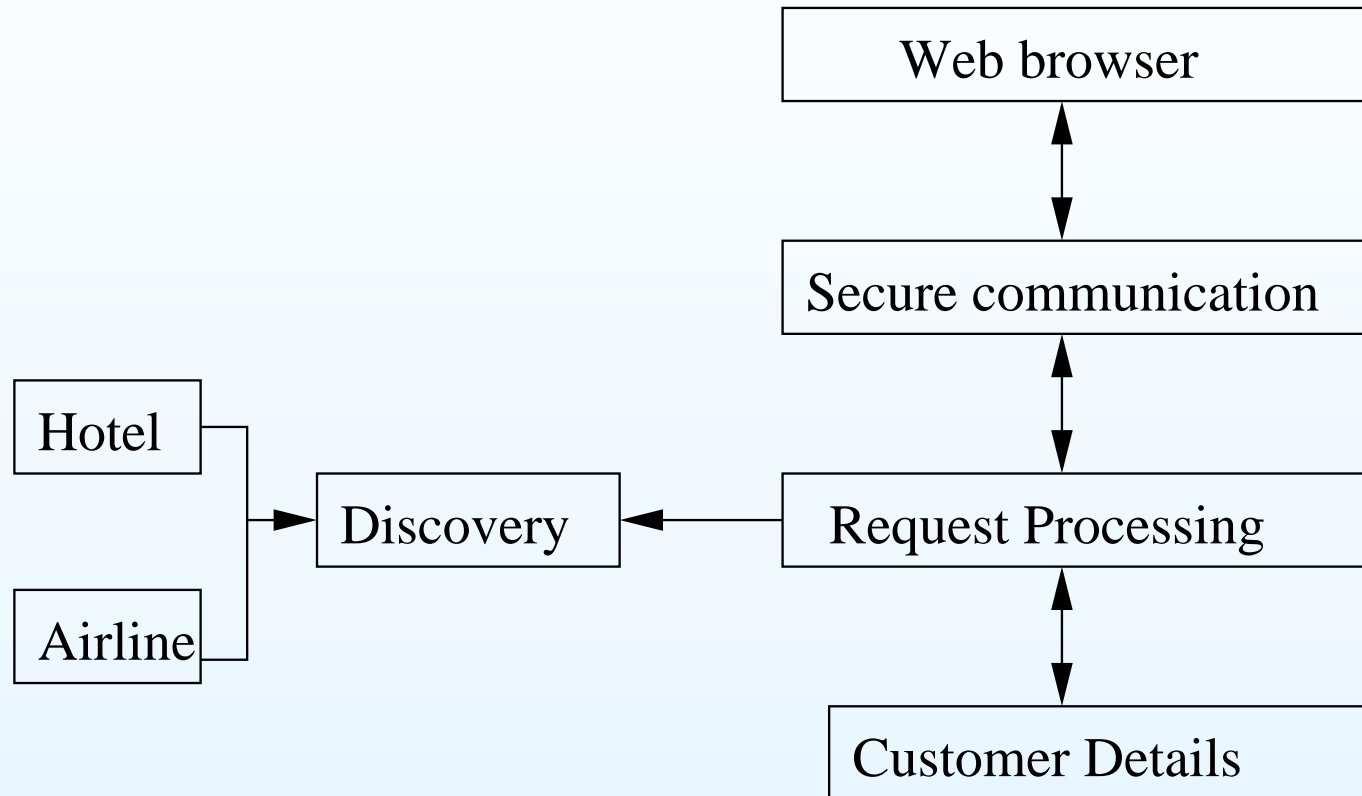 Web browser
Secure communication
Hotel
Discovery
Request Processing
Airline
Customer Details